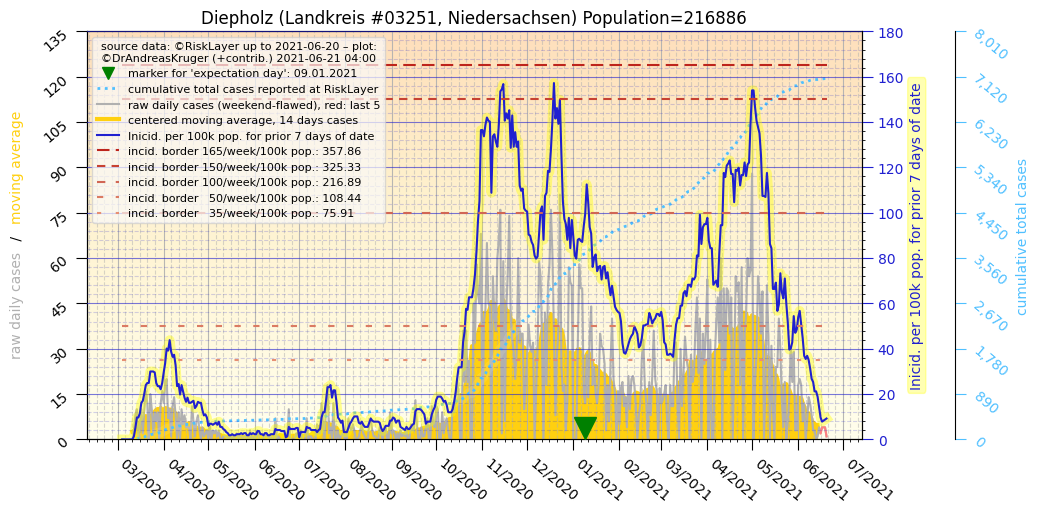 Diepholz (Landkreis #03251, Niedersachsen) Population=216886
source data: ©RiskLayer up to 2021-06-20 – plot:
©DrAndreasKruger (+contrib.) 2021-06-21 04:00
marker for 'expectation day': 09.01.2021
cumulative total cases reported at RiskLayer
raw daily cases (weekend-flawed), red: last 5
centered moving average, 14 days cases
Inicid. per 100k pop. for prior 7 days of date
incid. border 165/week/100k pop.: 357.86
incid. border 150/week/100k pop.: 325.33
incid. border 100/week/100k pop.: 216.89
incid. border 50/week/100k pop.: 108.44
incid. border 35/week/100k pop.: 75.91
raw daily cases / moving average
135
120
105
90
75
60
45
30
15
0
03/2020
04/2020
05/2020
06/2020
07/2020
08/2020
09/2020
10/2020
11/2020
12/2020
01/2021
02/2021
03/2021
04/2021
05/2021
06/2021
07/2021
180
160
140
120
100
80
60
40
20
0
Inicid. per 100k pop. for prior 7 days of date
8,010
7,120
6,230
5,340
4,450
3,560
2,670
1,780
890
0
cumulative total cases